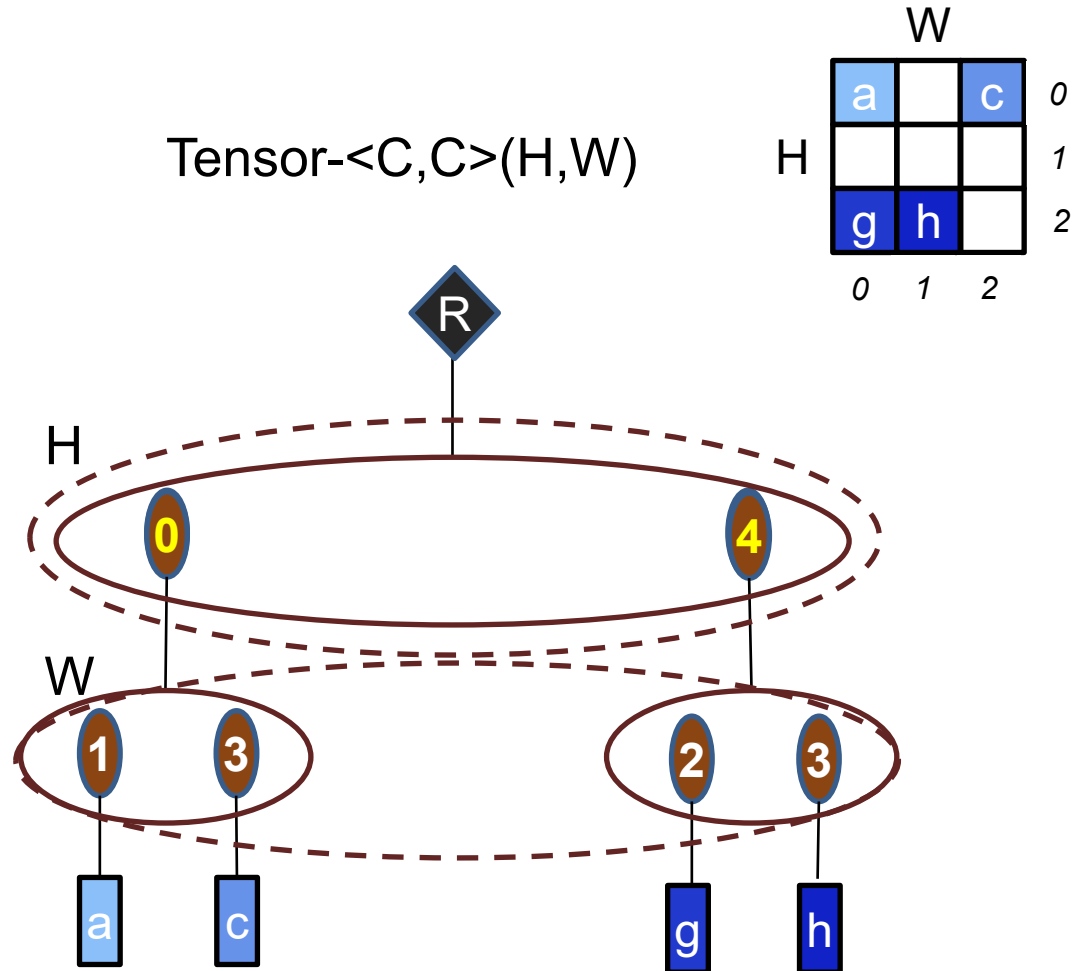 W
a c 0
Tensor-<C,C>(H,W)
H 1
g h 2
0 1 2
R
H
0 4
W
1 3 2 3
a c g h